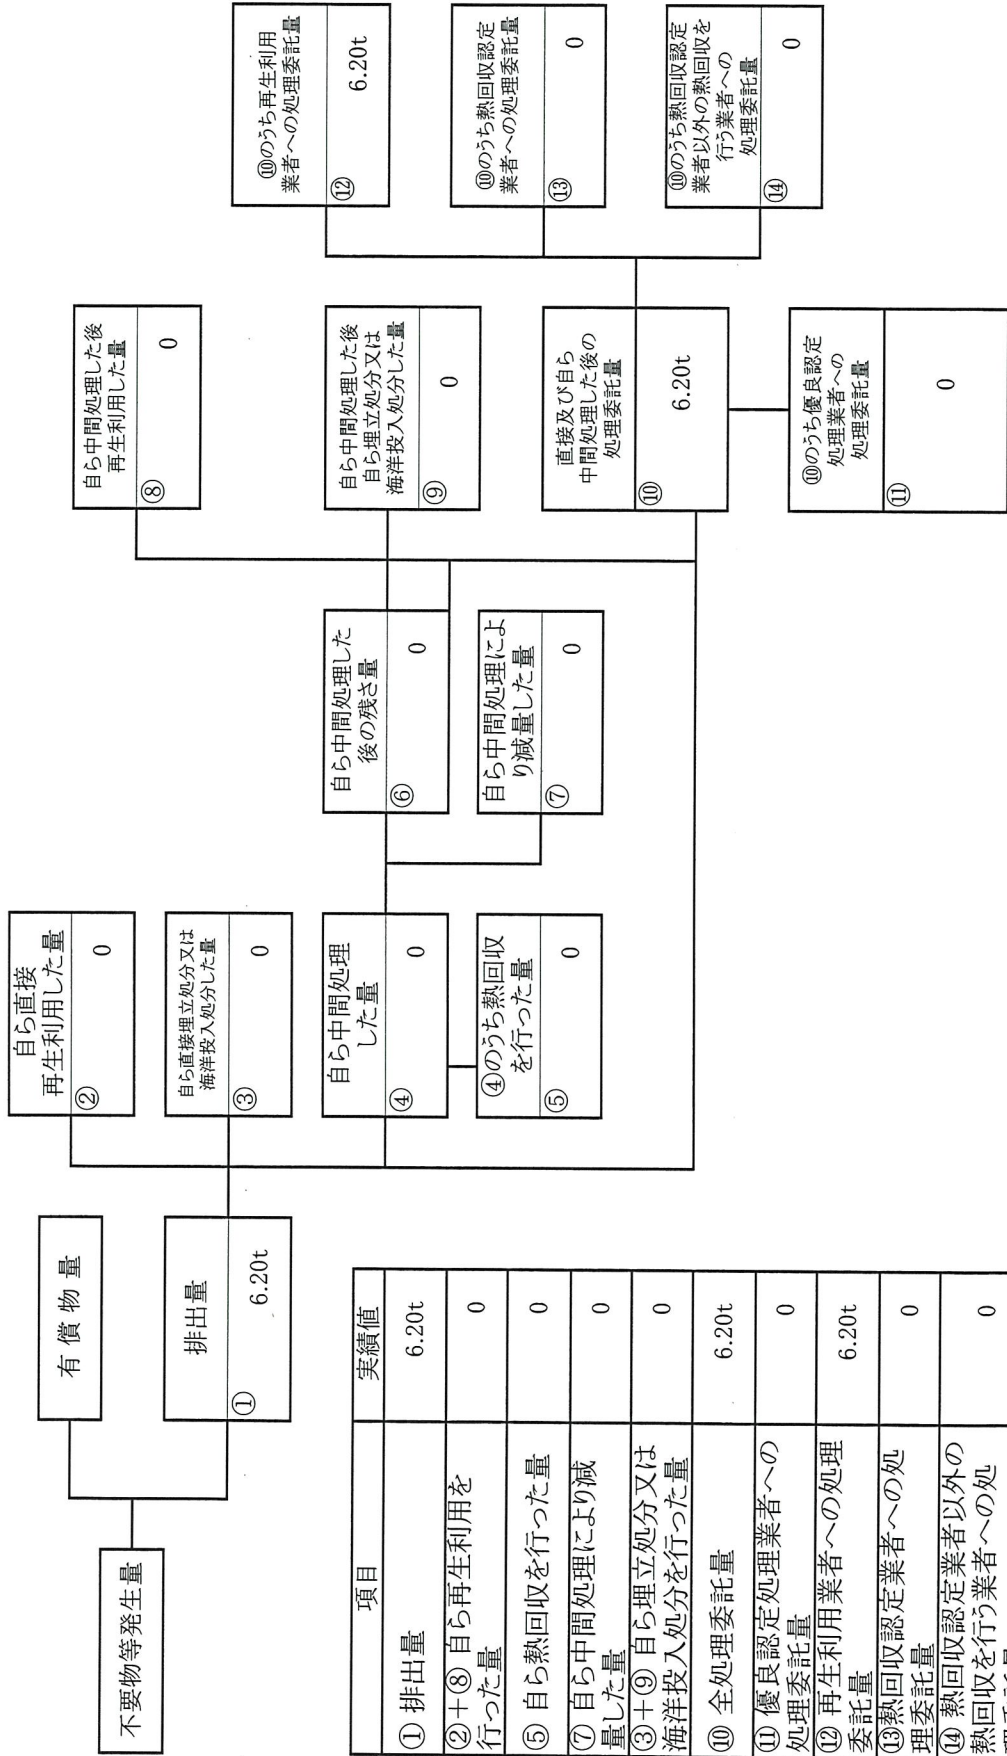 不要物等発生量
有償物量
排出量
① 6.20t
自ら直接
再生利用した量
② 0
自ら直接埋立処分又は
海洋投入処分した量
③ 0
自ら中間処理
した量
④ 0
④のうち熱回収
を行った量
⑤ 0
自ら中間処理した
後の残さ量
⑥ 0
自ら中間処理によ
り減量した量
⑦ 0
自ら中間処理した後
再生利用した量
⑧ 0
自ら中間処理した後
自ら埋立処分又は
海洋投入処分した量
⑨ 0
直接及び自ら
中間処理した後の
処理委託量
⑩ 6.20t
⑩のうち優良認定
処理業者への
処理委託量
⑪ 0
⑩のうち再生利用
業者への処理委託量
⑫ 6.20t
⑩のうち熱回収認定
業者への処理委託量
⑬ 0
⑩のうち熱回収認定
業者以外の熱回収を
行う業者への
処理委託量
⑭ 0
項目 実績値
① 排出量 6.20t
②+⑧ 自ら再生利用を
行った量 0
⑤ 自ら熱回収を行った量 0
⑦ 自ら中間処理により減
量した量 0
③+⑨ 自ら埋立処分又は
海洋投入処分を行った量 0
⑩ 全処理委託量 6.20t
⑪ 優良認定処理業者への
処理委託量 0
⑫ 再生利用業者への処理
委託量 6.20t
⑬熱回収認定業者への処
理委託量 0
⑭ 熱回収認定業者以外の
熱回収を行う業者への処 0